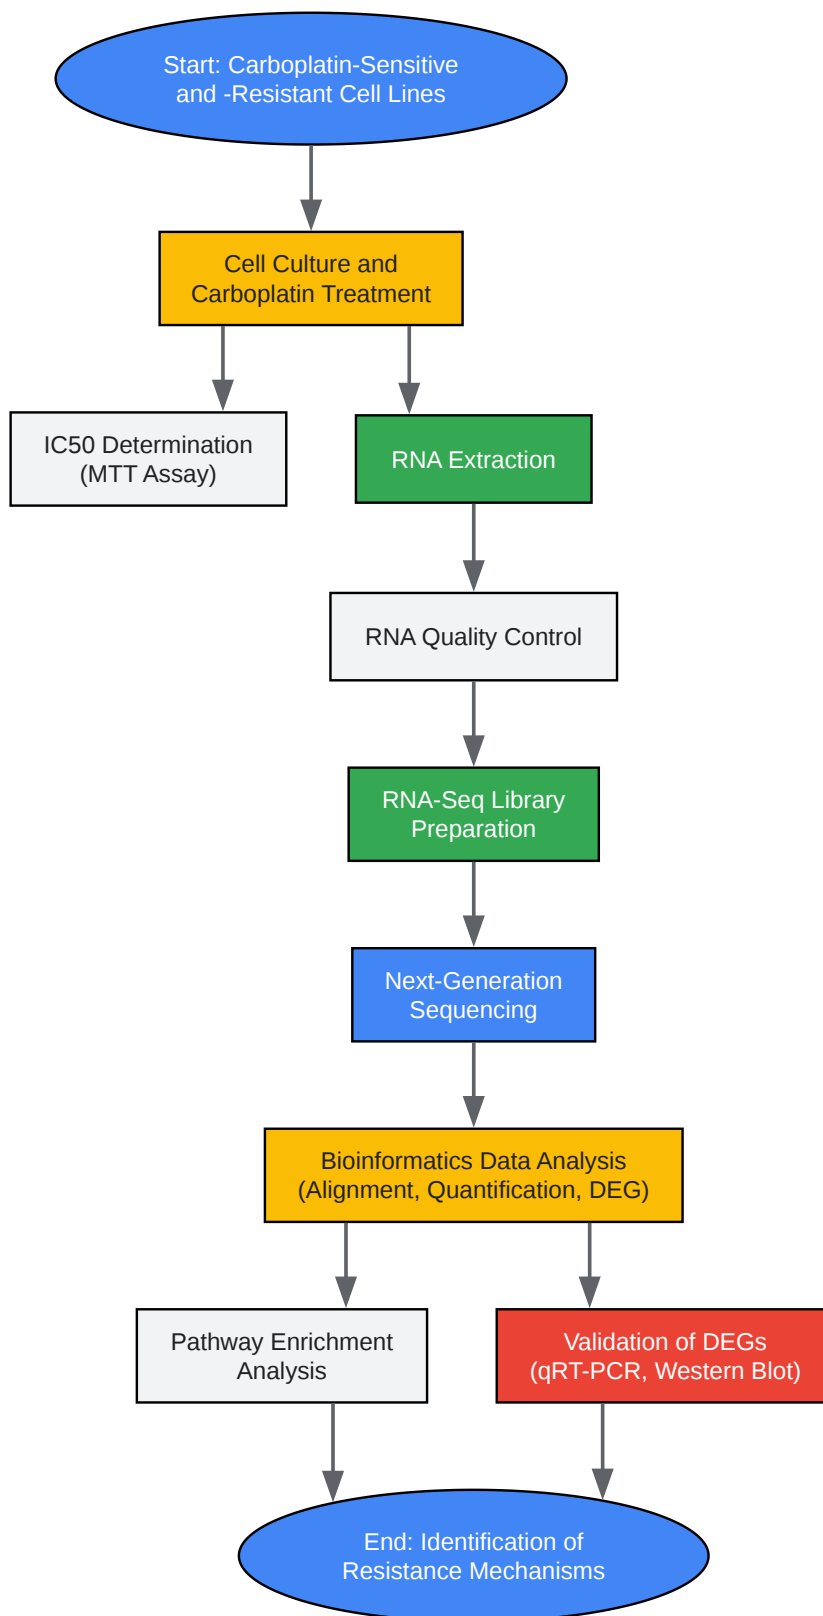 Start: Carboplatin-Sensitive
and -Resistant Cell Lines
Cell Culture and
Carboplatin Treatment
IC50 Determination
(MTT Assay)
RNA Extraction
RNA Quality Control
RNA-Seq Library
Preparation
Next-Generation
Sequencing
Bioinformatics Data Analysis
(Alignment, Quantification, DEG)
Pathway Enrichment
Analysis
Validation of DEGs
(qRT-PCR, Western Blot)
End: Identification of
Resistance Mechanisms